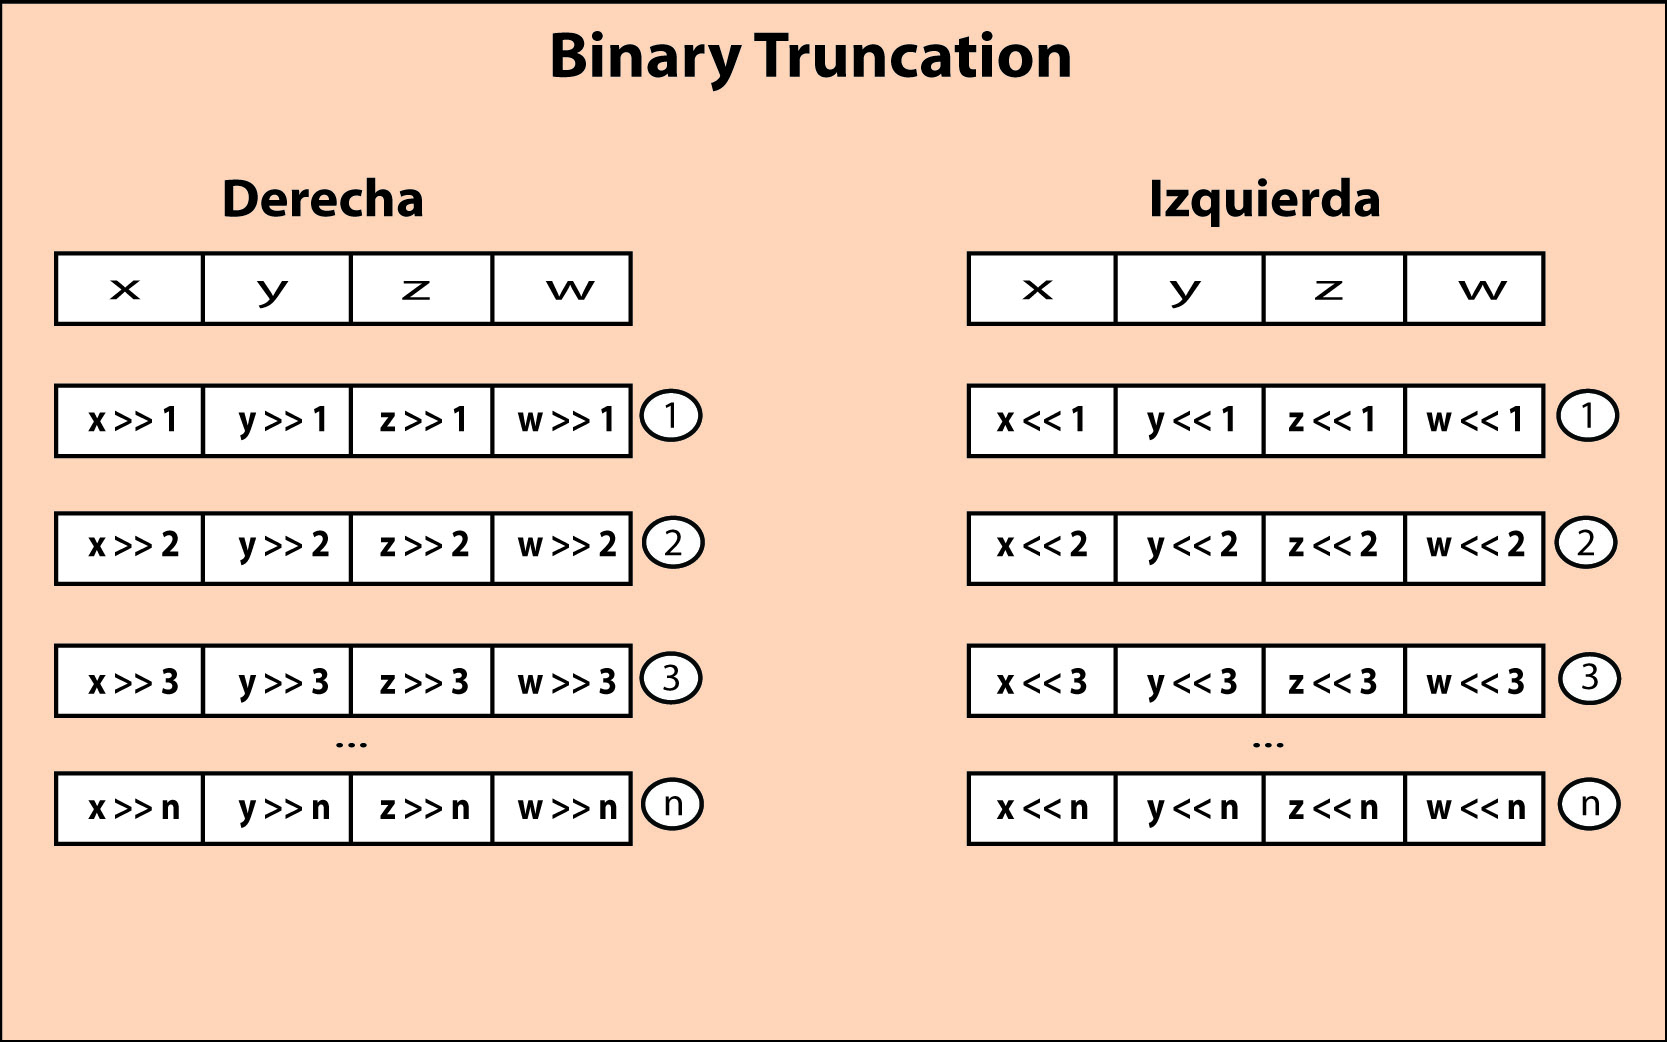 Binary Truncation
Derecha
x y z w
x >> 1 y >> 1 z >> 1 w >> 1 1
x >> 2 y >> 2 z >> 2 w >> 2 2
x >> 3 y >> 3 z >> 3 w >> 3 3
...
x >> n y >> n z >> n w >> n n
Izquierda
x y z w
x << 1 y << 1 z << 1 w << 1 1
x << 2 y << 2 z << 2 w << 2 2
x << 3 y << 3 z << 3 w << 3 3
...
x << n y << n z << n w << n n